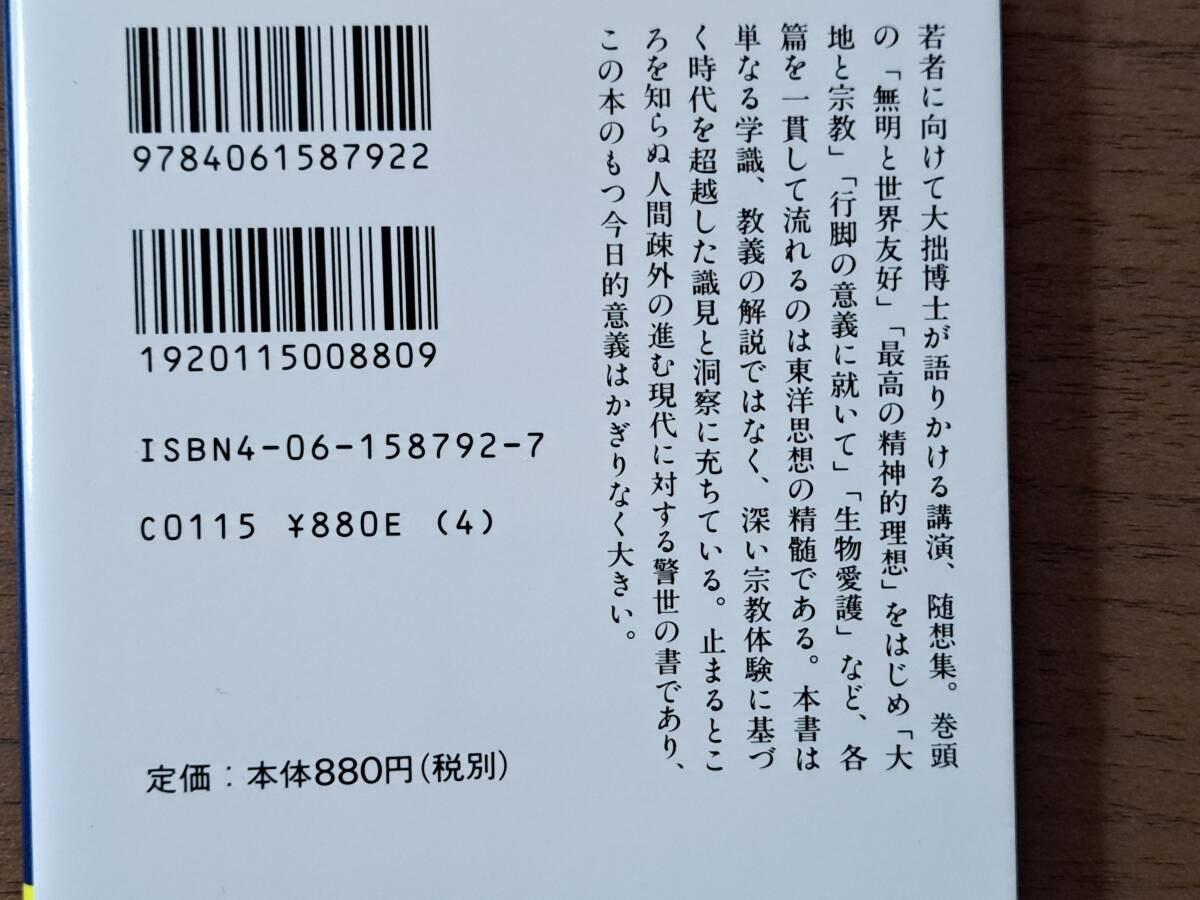 9784061587922
1920115008809
ISBN4-06-158792-7
C0115 ¥880E (4)
定価：本体880円(税別)
若者に向けて大拙博士が語りかける講演、随想集。巻頭
の「無明と世界友好」「最高の精神的理想」をはじめ「大
地と宗教」「行脚の意義に就いて」「生物愛護」など、各
篇を一貫して流れるのは東洋思想の精髄である。本書は
単なる学識、教義の解説ではなく、深い宗教体験に基づ
く時代を超越した識見と洞察に充ちている。止まるとこ
ろを知らぬ人間疎外の進む現代に対する警世の書であり、
この本のもつ今日的意義はかぎりなく大きい。